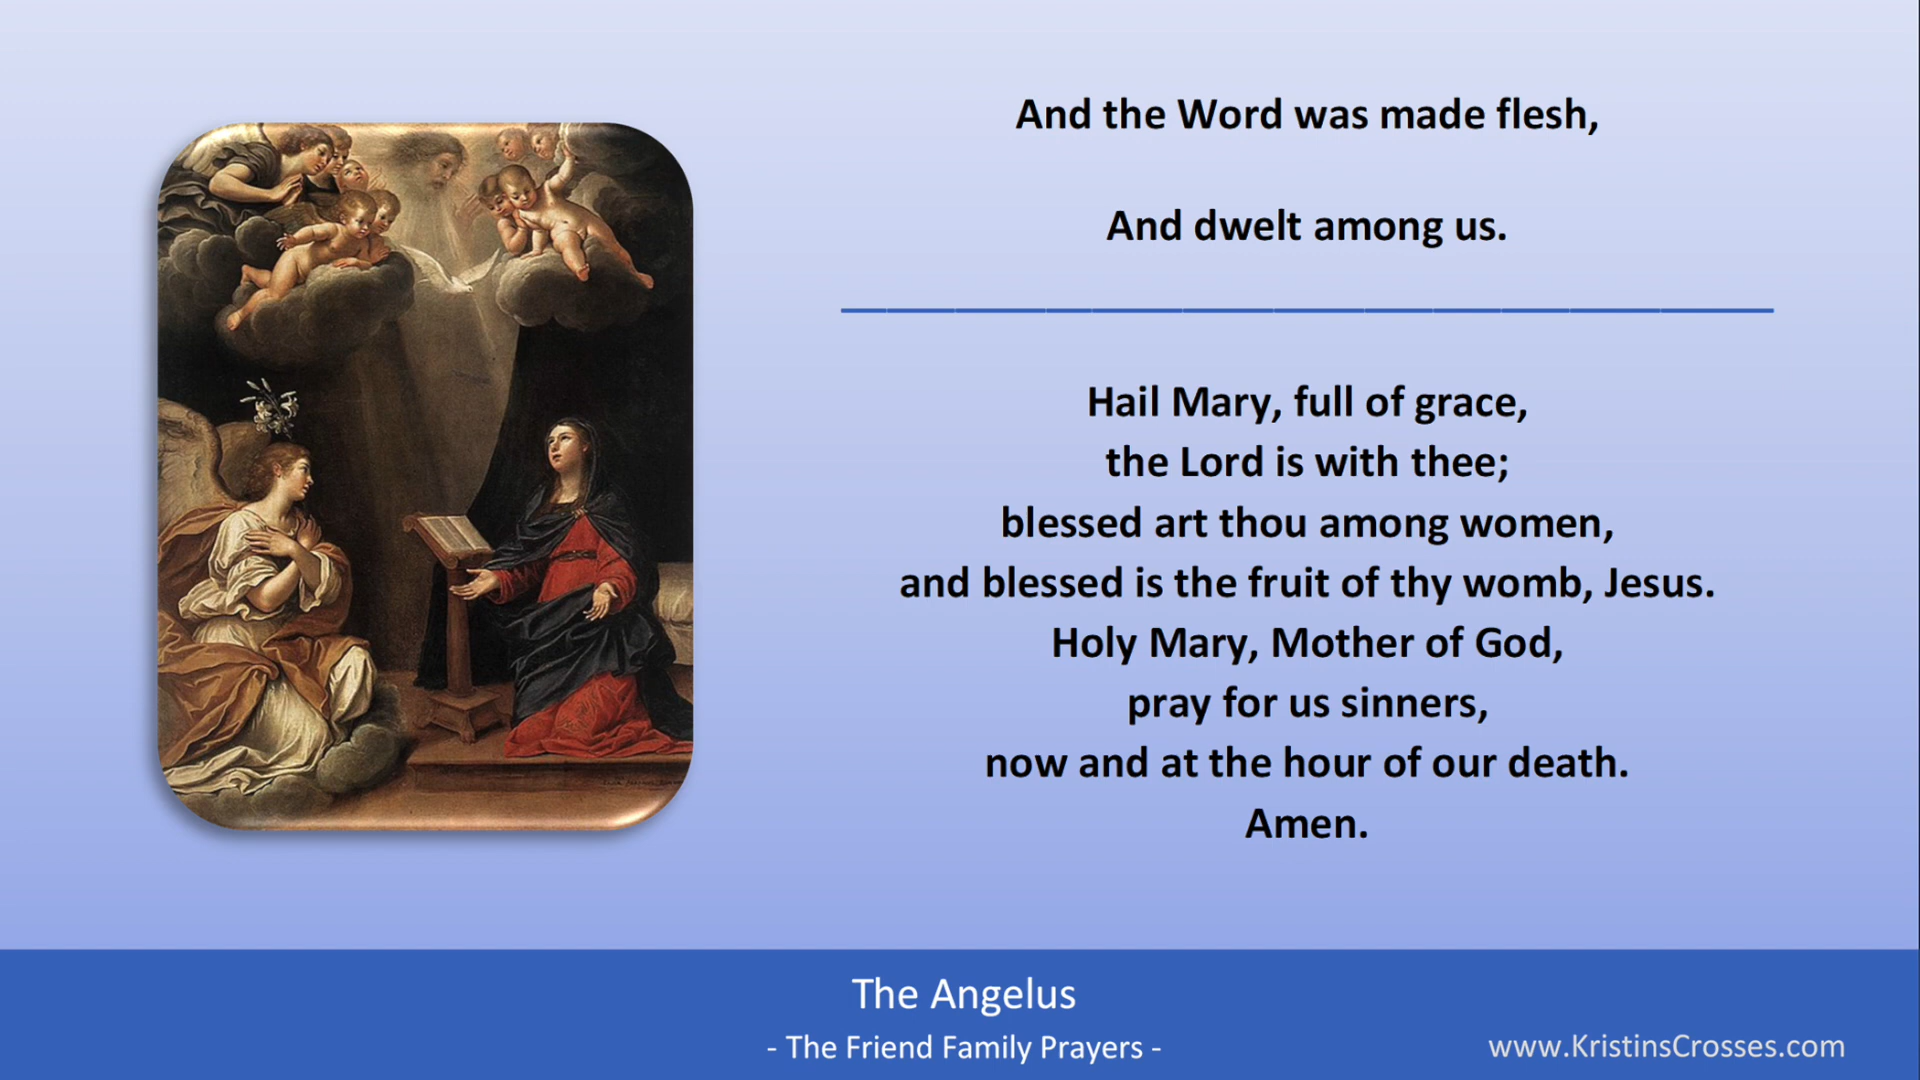 And the Word was made flesh,
And dwelt among us.
Hail Mary, full of grace,
the Lord is with thee;
blessed art thou among women,
and blessed is the fruit of thy womb, Jesus.
Holy Mary, Mother of God,
pray for us sinners,
now and at the hour of our death.
Amen.
The Angelus
- The Friend Family Prayers -
www.KristinsCrosses.com